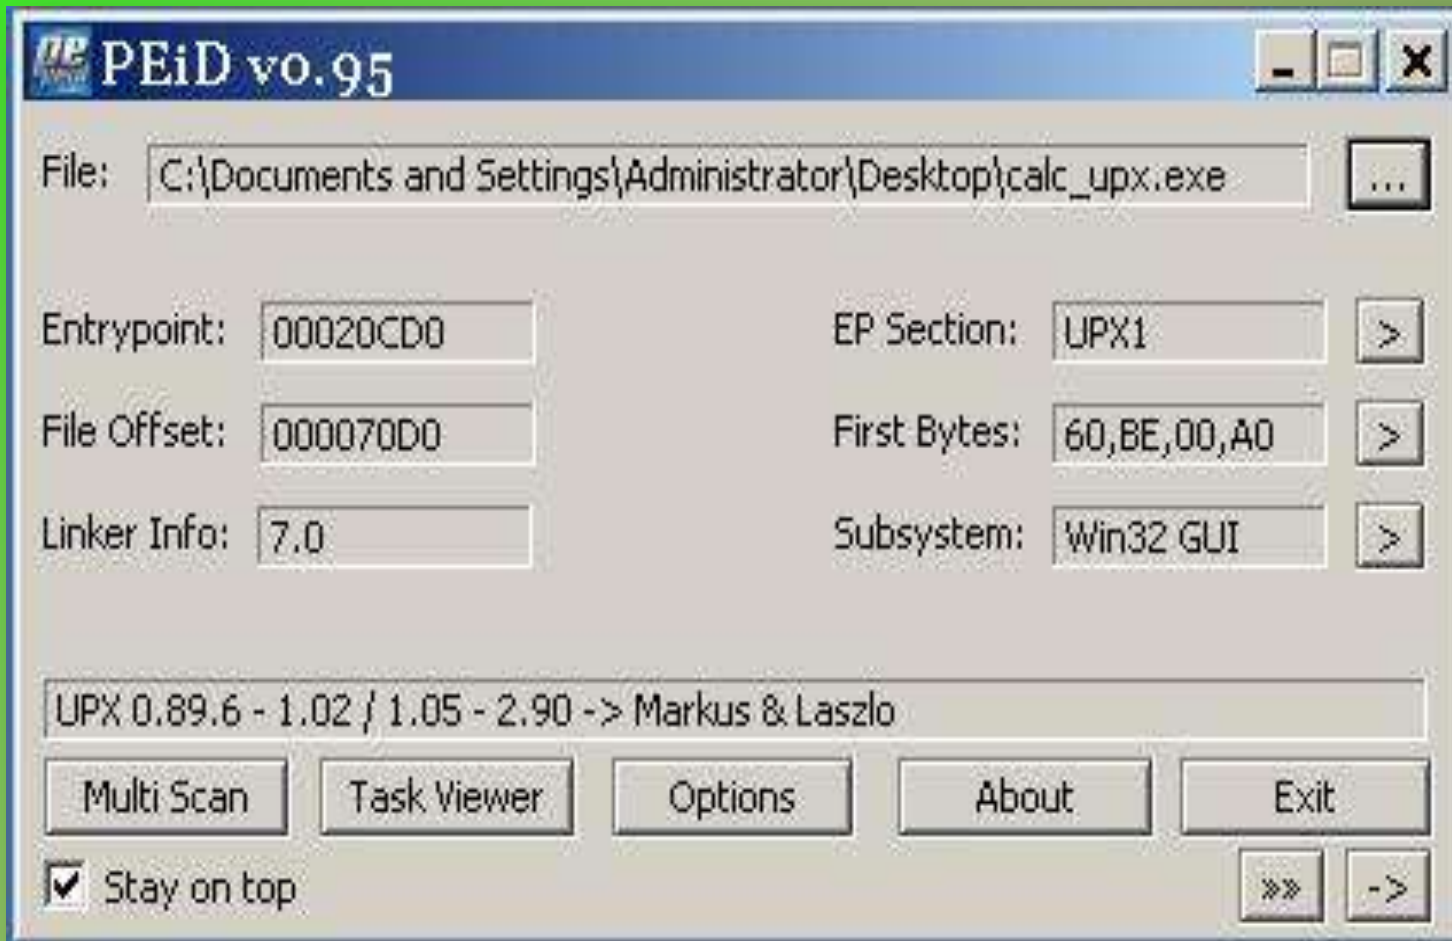 PEiD v0.95
File: C:\Documents and Settings\Administrator\Desktop\calc_upx.exe ...
Entrypoint: 00020CD0 EP Section: UPX1 >
File Offset: 000070D0 First Bytes: 60,BE,00,A0 >
Linker Info: 7.0 Subsystem: Win32 GUI >
UPX 0.89.6 - 1.02 / 1.05 - 2.90 -> Markus & Laszlo
Multi Scan Task Viewer Options About Exit
Stay on top »» ->